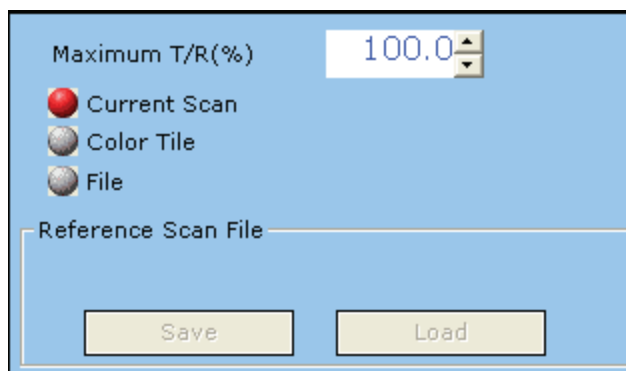 Maximum T/R(%) 100.0
Current Scan
Color Tile
File
Reference Scan File
Save Load